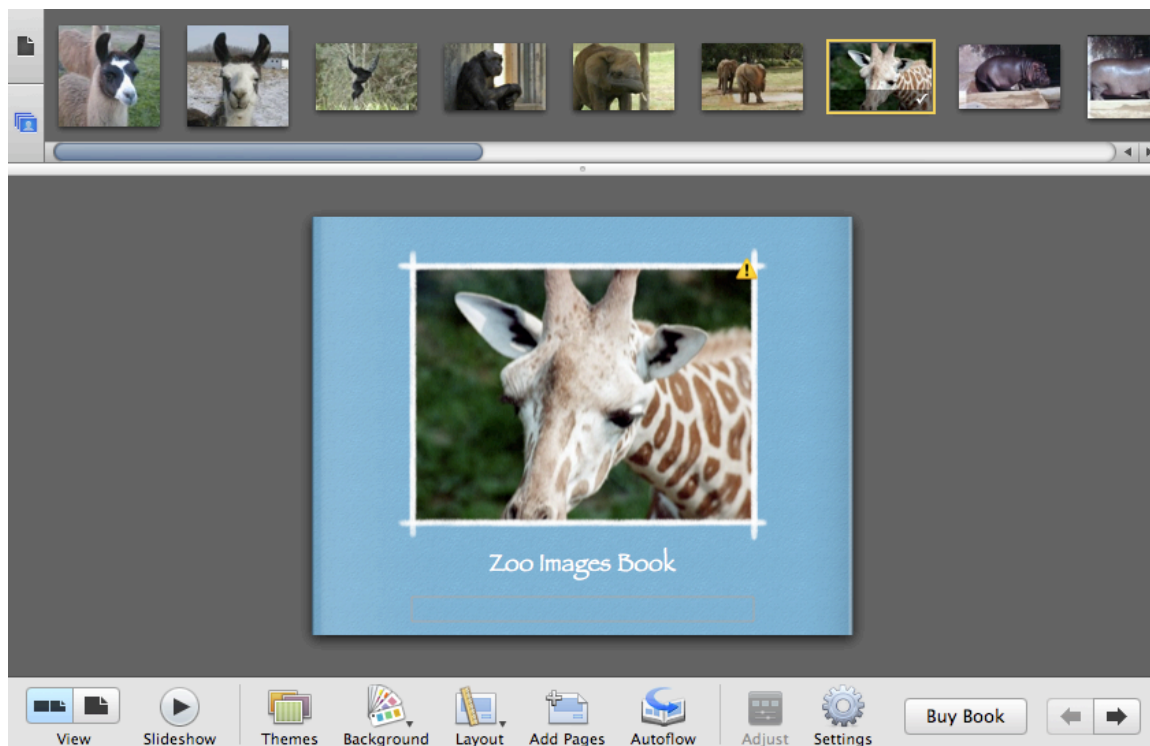 Zoo Images Book
Buy Book
View Slideshow Themes Background Layout Add Pages Autoflow Adjust Settings